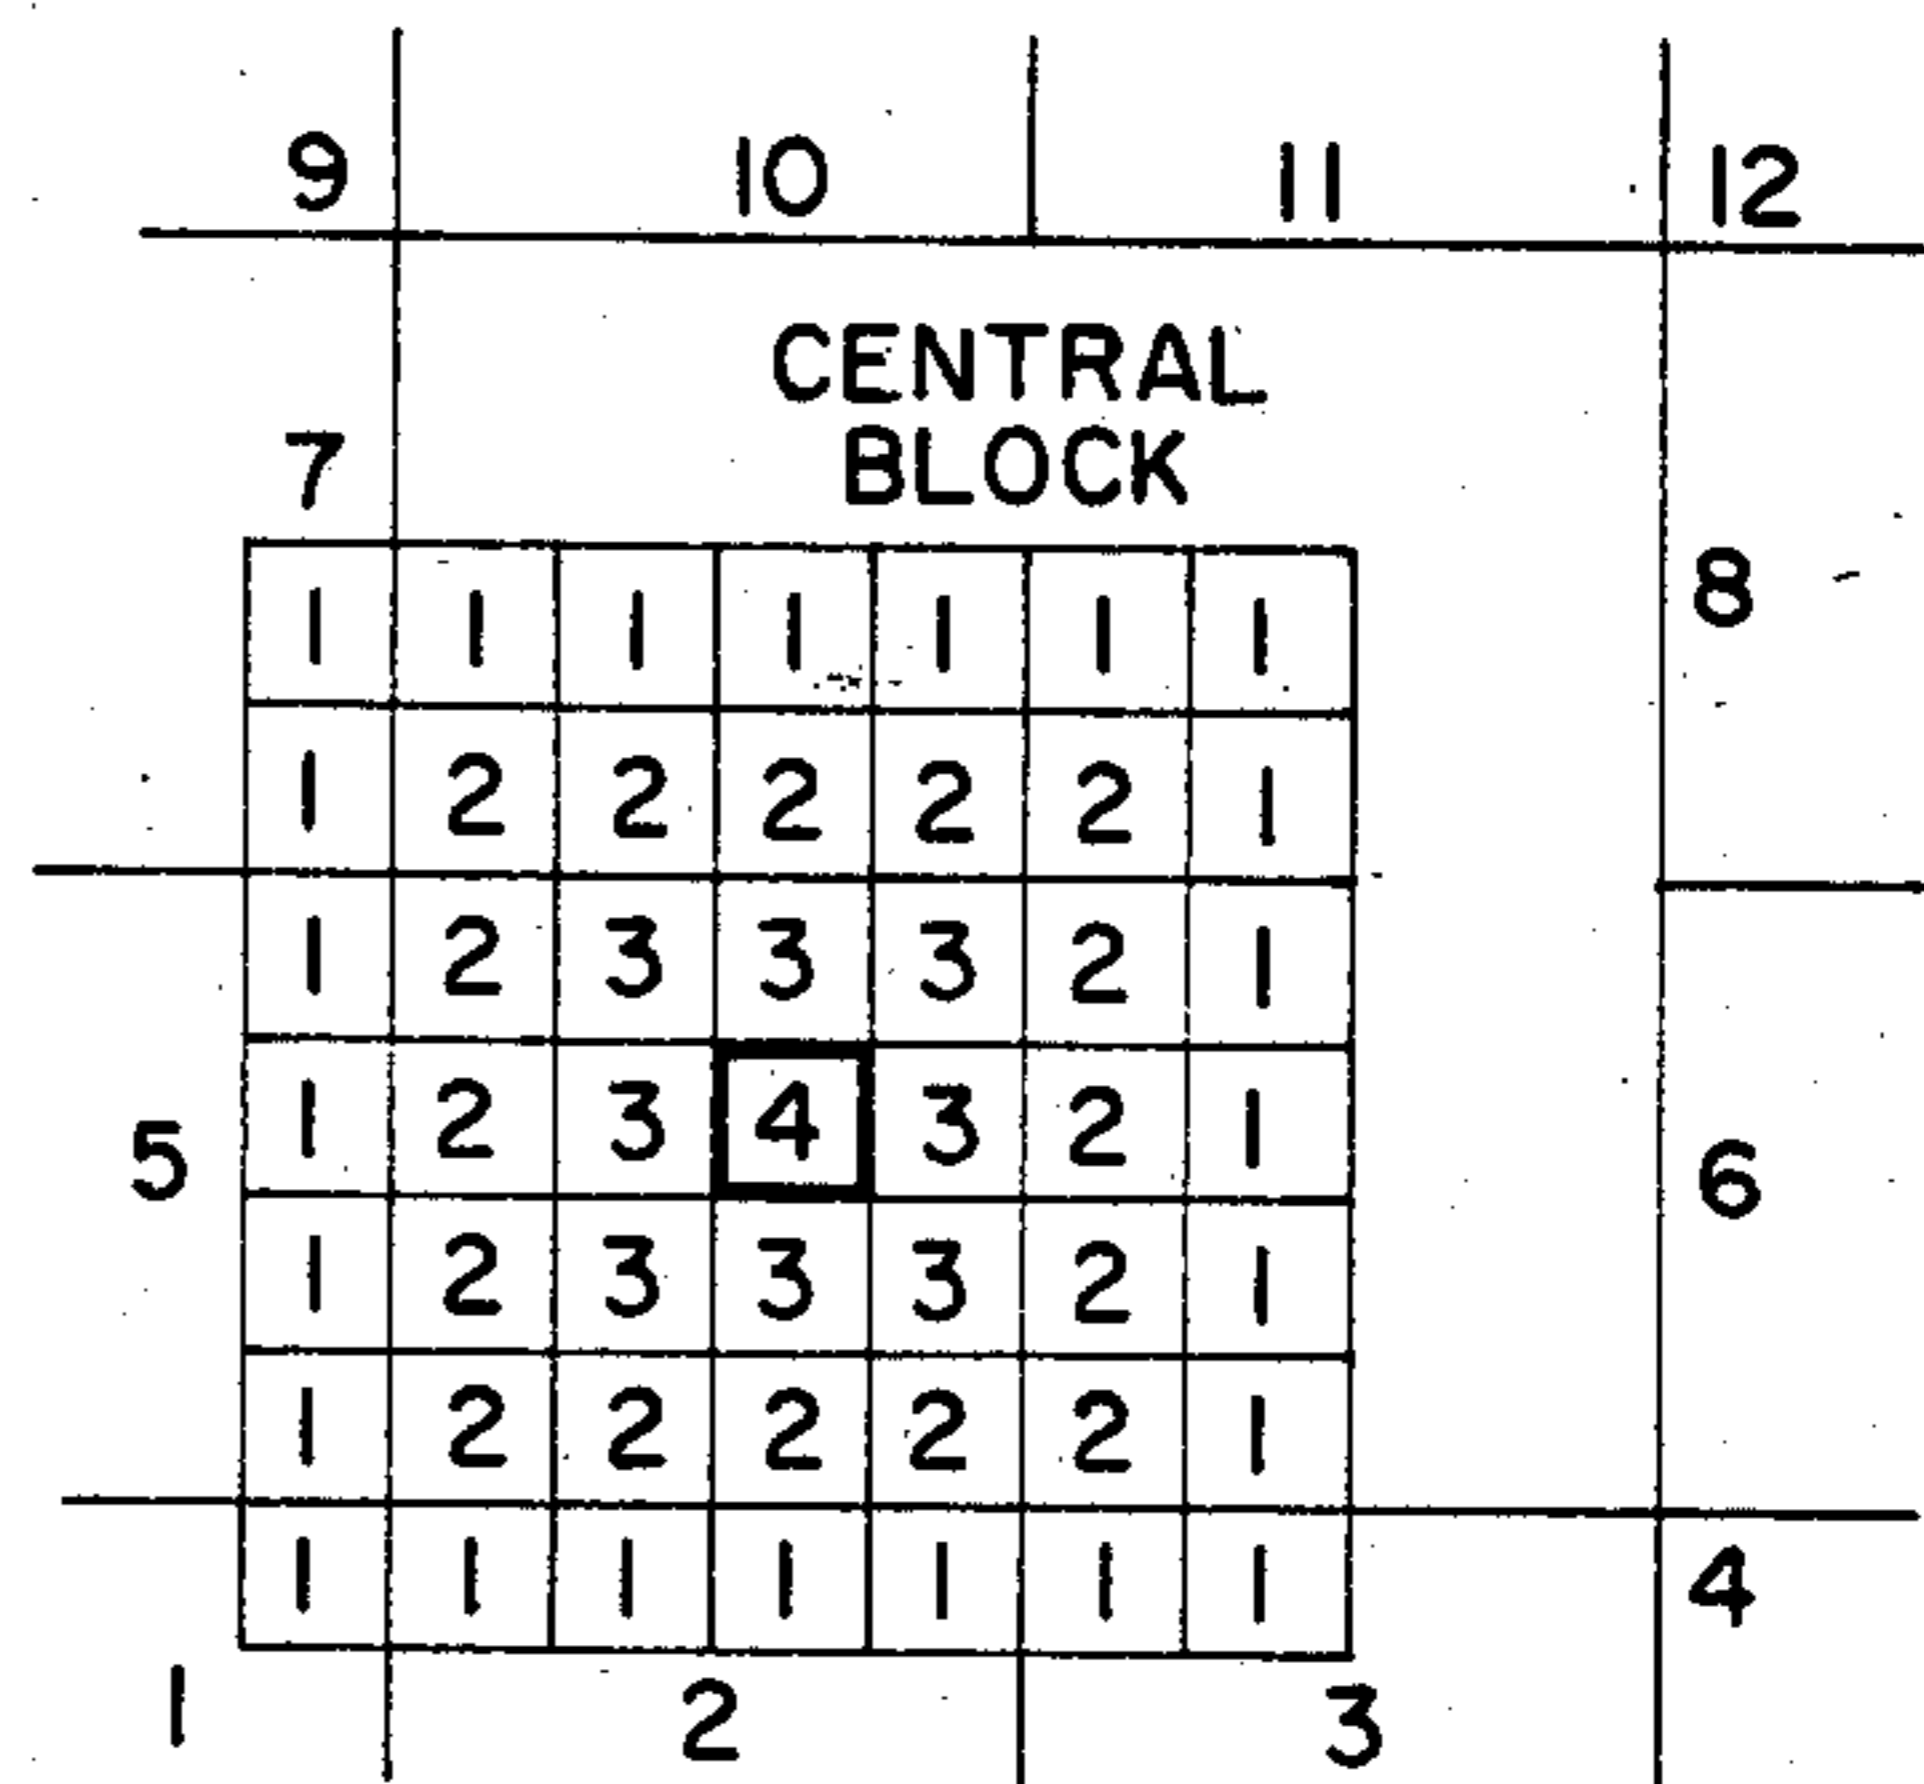 9 10 11 12
CENTRAL
BLOCK
7
8
1 1 1 1 1 1 1
1 2 2 2 2 2 1
1 2 3 3 3 2 1
5 1 2 3 4 3 2 1 6
1 2 3 3 3 2 1
1 2 2 2 2 2 1
1 1 1 1 1 1 1 4
1 2 3